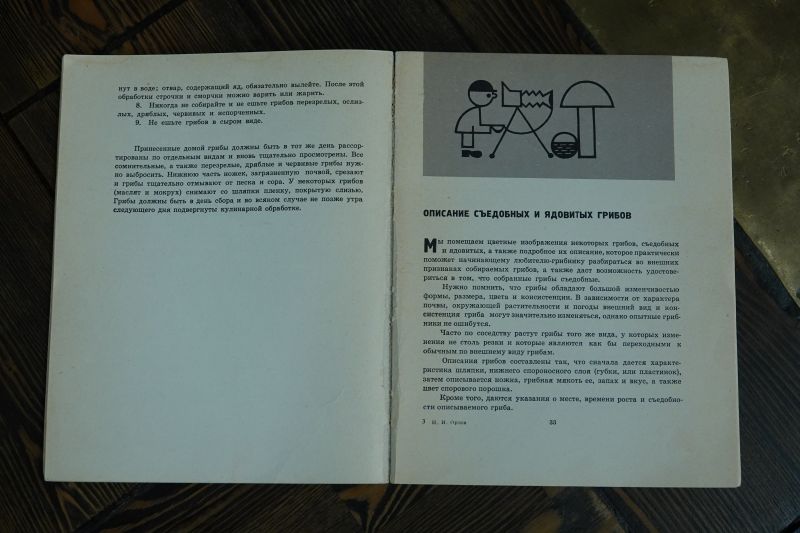 нут в воде; отвар, содержащий яд, обязательно вылейте. После этой
обработки строчки и сморчки можно варить или жарить.
8. Никогда не собирайте и не ешьте грибов перезрелых, ослиз-
лых, дряблых, червивых и испорченных.
9. Не ешьте грибов в сыром виде.
Принесенные домой грибы должны быть в тот же день рассор-
тированы по отдельным видам и вновь тщательно просмотрены. Все
сомнительные, а также перезрелые, дряблые и червивые грибы нуж-
но выбросить. Нижнюю часть ножек, загрязненную почвой, срезают
и грибы тщательно отмывают от песка и сора. У некоторых грибов
(маслят и мокрух) снимают со шляпки пленку, покрытую слизью.
Грибы должны быть в день сбора и во всяком случае не позже утра
следующего дня подвергнуты кулинарной обработке.
ОПИСАНИЕ СЪЕДОБНЫХ И ЯДОВИТЫХ ГРИБОВ
Мы помещаем цветные изображения некоторых грибов, съедобных
и ядовитых, а также подробное их описание, которое практически
поможет начинающему любителю-грибнику разбираться во внешних
признаках собираемых грибов, а также даст возможность удостове-
риться в том, что собранные грибы съедобные.
Нужно помнить, что грибы обладают большой изменчивостью
формы, размера, цвета и консистенции. В зависимости от характера
почвы, окружающей растительности и погоды внешний вид и кон-
систенция гриба могут значительно изменяться, однако опытные гриб-
ники не ошибутся.
Часто по соседству растут грибы того же вида, у которых изме-
нения не столь резки и которые являются как бы переходными к
обычным по внешнему виду грибам.
Описания грибов составлены так, что сначала дается характе-
ристика шляпки, нижнего спороносного слоя (губки, или пластинок),
затем описывается ножка, грибная мякоть ее, запах и вкус, а также
цвет спорового порошка.
Кроме того, даются указания о месте, времени роста и съедобно-
сти описываемого гриба.
3 Н. И. Орлов 33